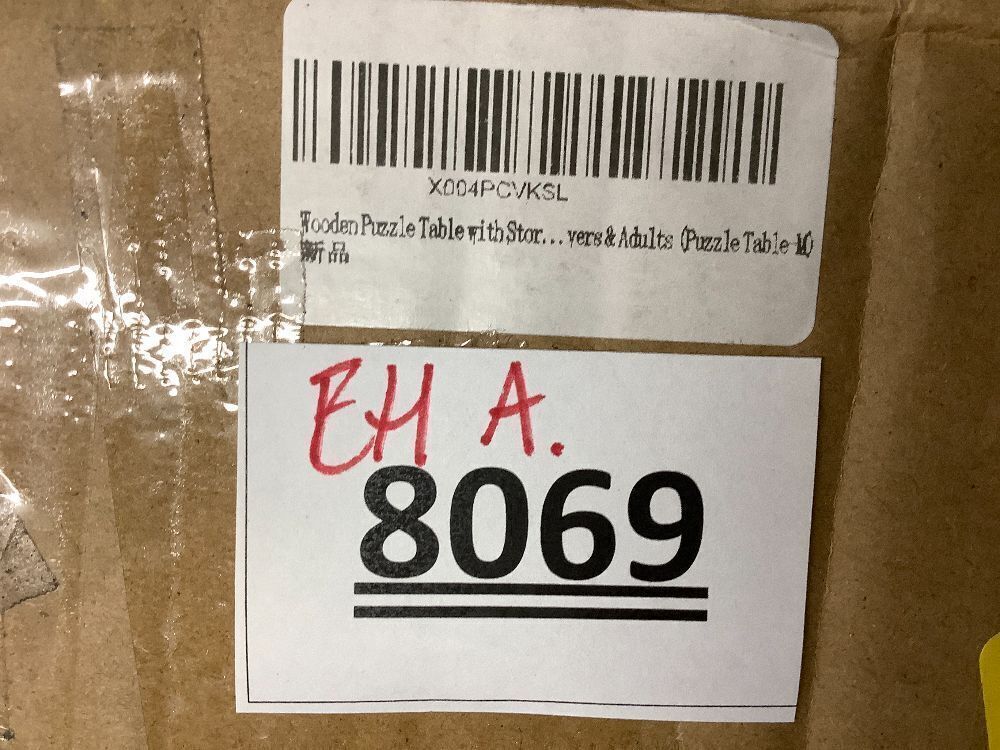 X004PCVKSL
Wooden Puzzle Table with Stor...vers & Adults (Puzzle Table-M)
新品
EH A.
8069